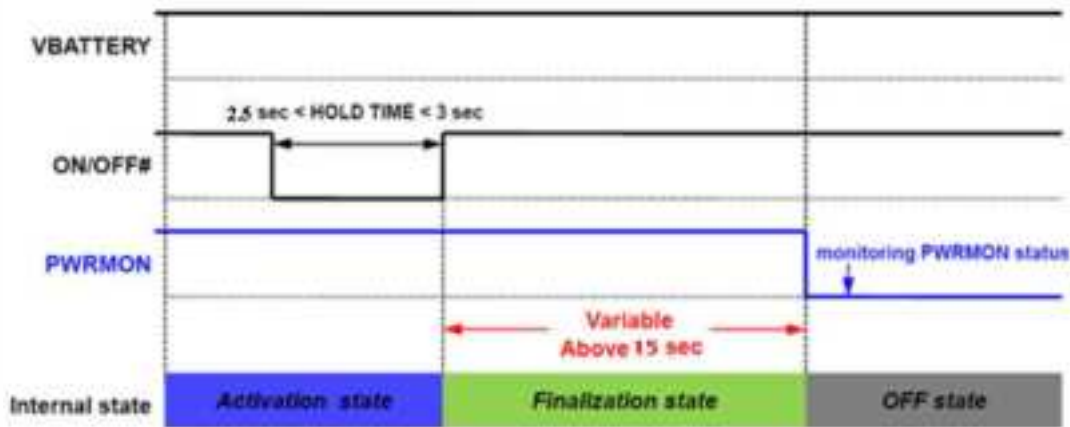 VBATTERY
2.5 sec < HOLD TIME < 3 sec
ON/OFF#
PWRMON
monitoring PWRMON status
Variable
Above 15 sec
Internal state
Activation state
Finalization state
OFF state